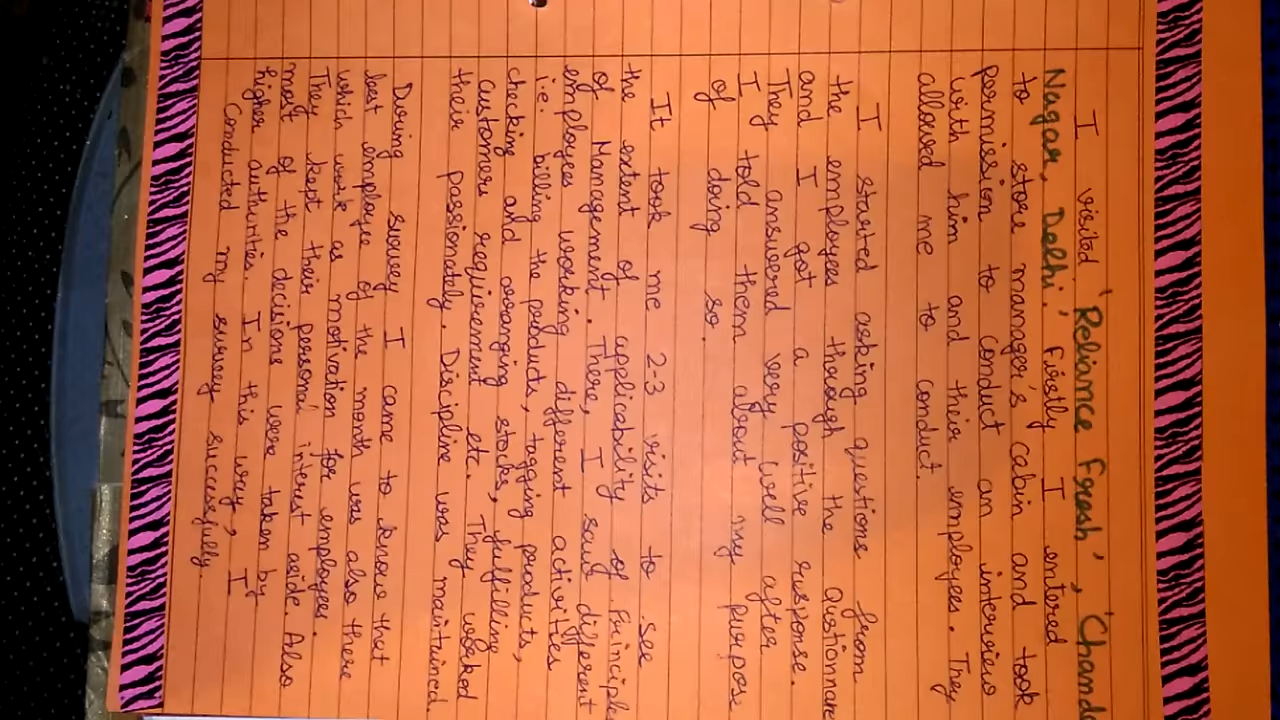 I visited 'Reliance Fresh', 'Chand
Nagar, Delhi.' Firstly I entered
to store manger's cabin and took
permission to conduct an interview
with him and their employees. They
allowed me to conduct.
I started asking questions from
the employees through the Questionnare
and I got a positive response.
They answered very well after
I told them about my purpose
of doing so.
It took me 2-3 visits to see
the extent of applicability of Principle
of Management. There, I saw different
employees working different activities
i.e. billing the products, tagging products,
checking and arranging stocks, fulfilling
customers requirement etc. They worked
their passionately. Discipline was maintained.
During survey I came to know that
best employee of the month was also there
which work as motivation for employees.
They kept their personal interest aside. Also
most of the decisions were taken by
higher authorities. In this way, I
Conducted my survey successfully.